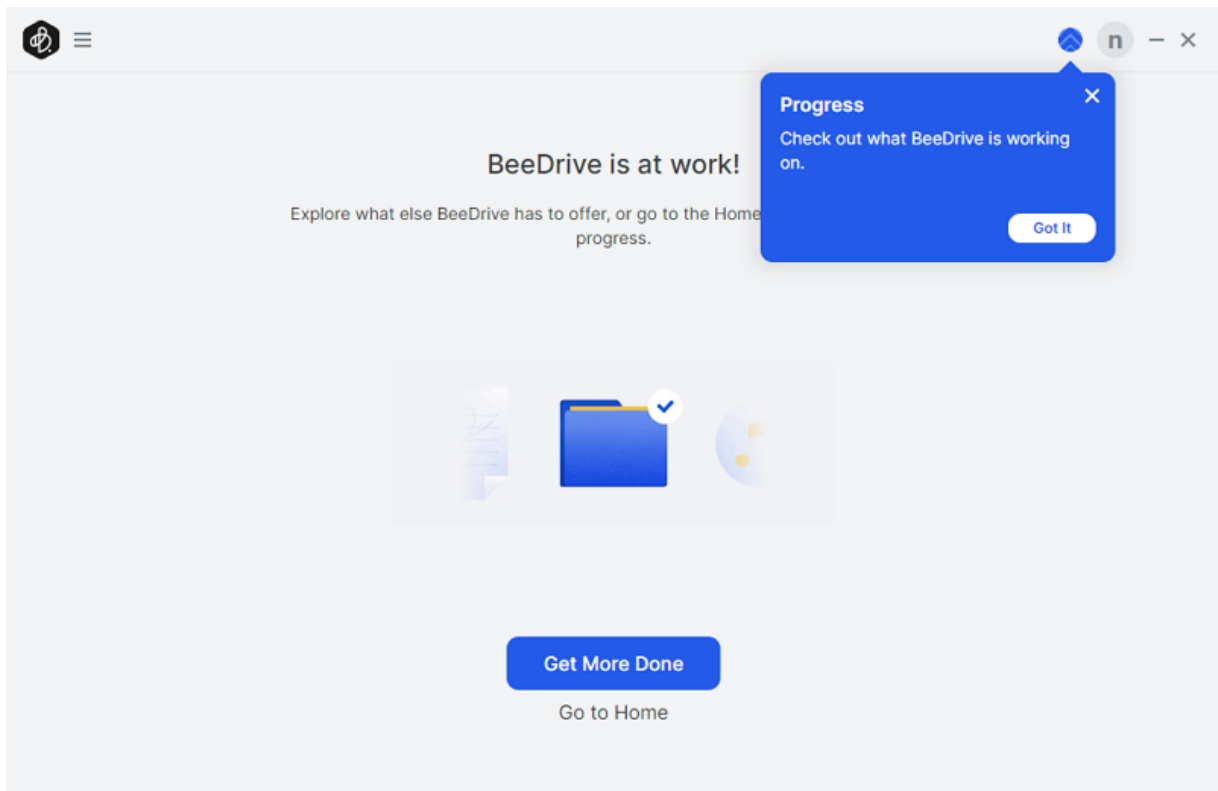 n
Progress
Check out what BeeDrive is working
on.
Got It
BeeDrive is at work!
Explore what else BeeDrive has to offer, or go to the Home
progress.
Get More Done
Go to Home